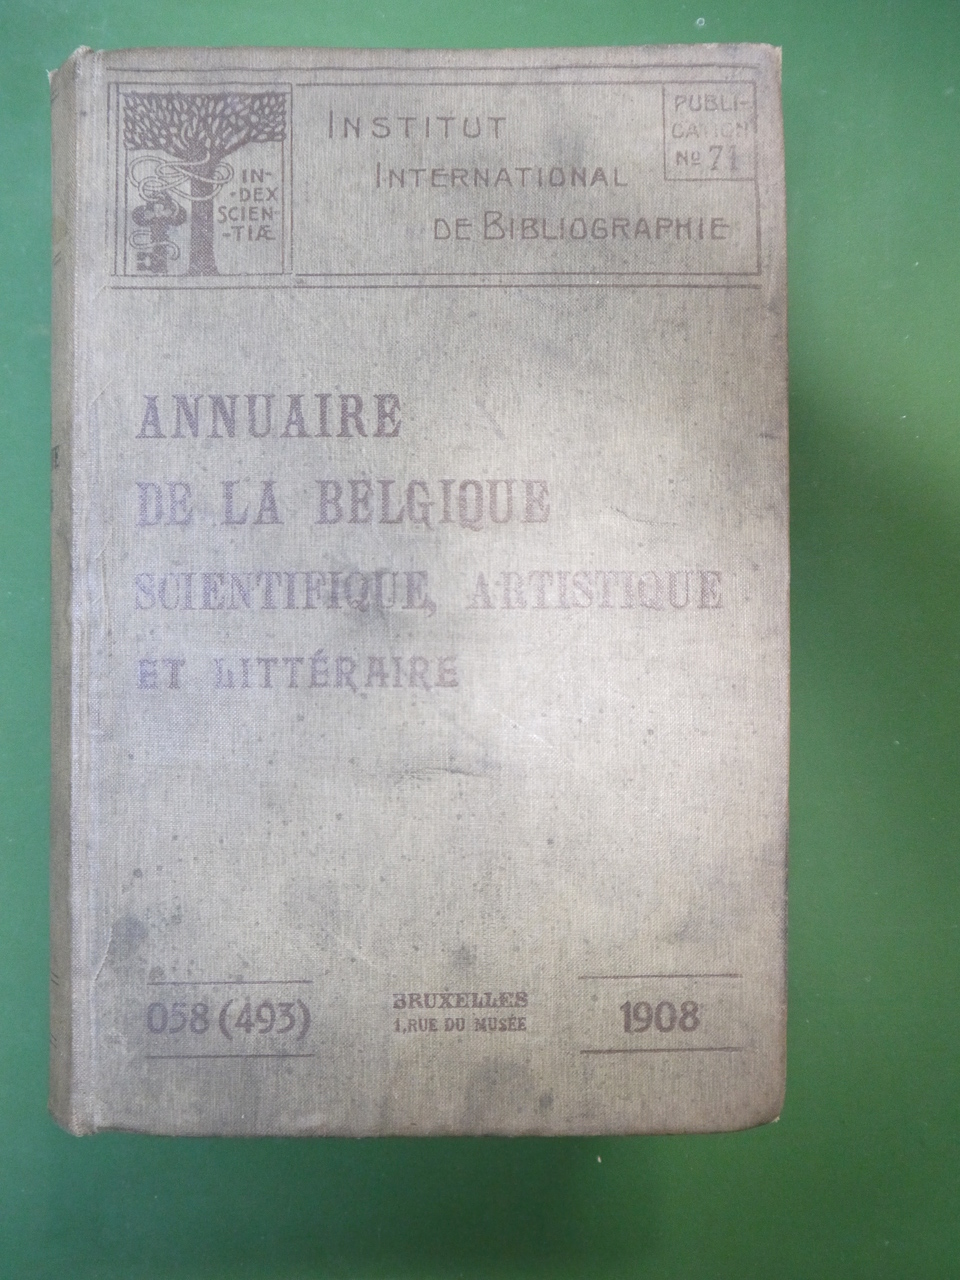 IN-
-DEX
SCIEN-
-TIÆ
INSTITUT
INTERNATIONAL
DE BIBLIOGRAPHIE
PUBLI-
CATION
No 71
ANNUAIRE
DE LA BELGIQUE
SCIENTIFIQUE, ARTISTIQUE
ET LITTÉRAIRE
058 (493)
BRUXELLES
1, RUE DU MUSÉE
1908